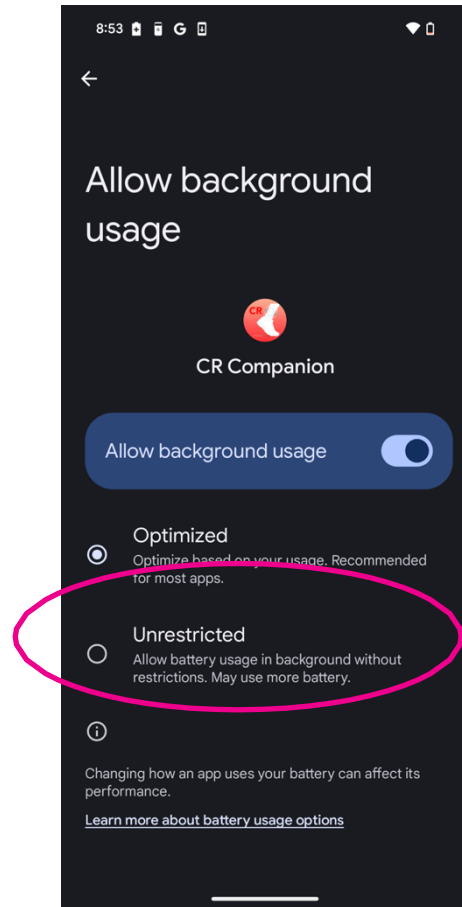 8:53 G
Allow background
usage
CR
CR Companion
Allow background usage
Optimized
Optimize based on your usage. Recommended
for most apps.
Unrestricted
Allow battery usage in background without
restrictions. May use more battery.
Changing how an app uses your battery can affect its
performance.
Learn more about battery usage options